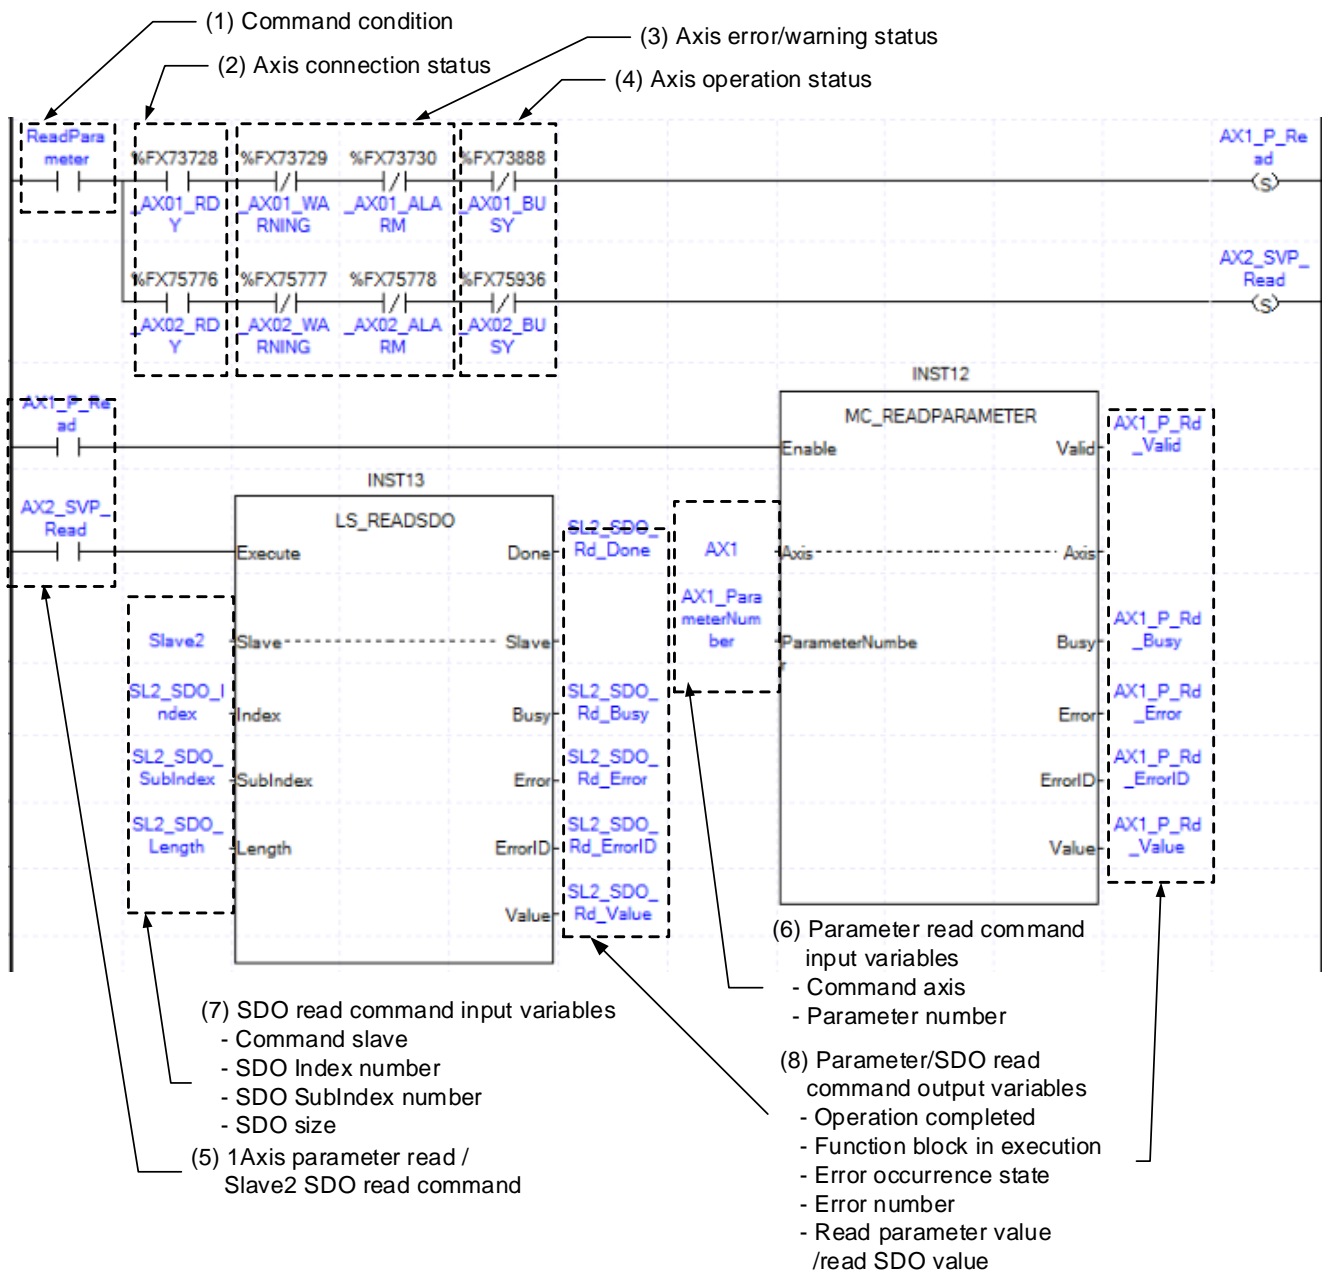 (1) Command condition
(2) Axis connection status
(3) Axis error/warning status
(4) Axis operation status
ReadPara
meter
%FX73728
%FX73729
%FX73730
%FX73888
AX1_P_Re
ad
S
_AX01_RD
Y
_AX01_WA
RNING
_AX01_ALA
RM
_AX01_BU
SY
%FX75776
%FX75777
%FX75778
%FX75936
AX2_SVP_
Read
S
_AX02_RD
Y
_AX02_WA
RNING
_AX02_ALA
RM
_AX02_BU
SY
AX1_P_Re
ad
INST12
MC_READPARAMETER
Enable
Valid
AX1_P_Rd
_Valid
AX2_SVP_
Read
INST13
LS_READSDO
Execute
Done
SL2_SDO_
Rd_Done
AX1
Axis
Axis
Slave2
Slave
Slave
AX1_Para
meterNum
ber
ParameterNumbe
r
Busy
AX1_P_Rd
_Busy
SL2_SDO_I
ndex
Index
Busy
SL2_SDO_
Rd_Busy
Error
AX1_P_Rd
_Error
SL2_SDO_
SubIndex
SubIndex
Error
SL2_SDO_
Rd_Error
ErrorID
AX1_P_Rd
_ErrorID
SL2_SDO_
Length
Length
ErrorID
SL2_SDO_
Rd_ErrorID
Value
AX1_P_Rd
_Value
Value
SL2_SDO_
Rd_Value
(6) Parameter read command
input variables
- Command axis
- Parameter number
(7) SDO read command input variables
- Command slave
- SDO Index number
- SDO SubIndex number
- SDO size
(5) 1Axis parameter read /
Slave2 SDO read command
(8) Parameter/SDO read
command output variables
- Operation completed
- Function block in execution
- Error occurrence state
- Error number
- Read parameter value
/read SDO value